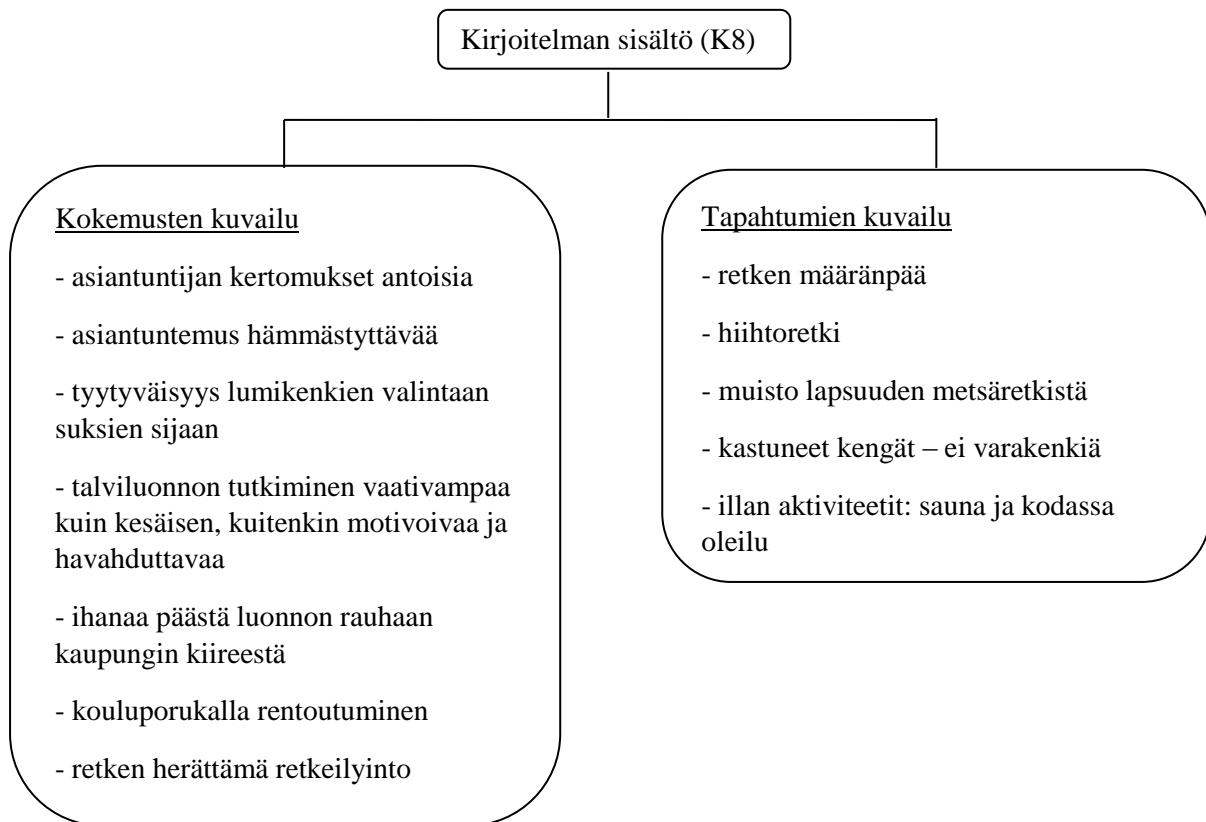 Kirjoitelman sisältö (K8)
Kokemusten kuvailu
- asiantuntijan kertomukset antoisia
- asiantuntemus hämmästyttävää
- tyytyväisyys lumikenkien valintaan
suksien sijaan
- talviluonnon tutkiminen vaativampaa
kuin kesäisen, kuitenkin motivoivaa ja
havahduttavaa
- ihanaa päästä luonnon rauhaan
kaupungin kiireestä
- kouluporukalla rentoutuminen
- retken herättämä retkeilyinto
Tapahtumien kuvailu
- retken määränpää
- hiihtoretki
- muisto lapsuuden metsäretkistä
- kastuneet kengät – ei varakenkiä
- illan aktiviteetit: sauna ja kodassa
oleilu